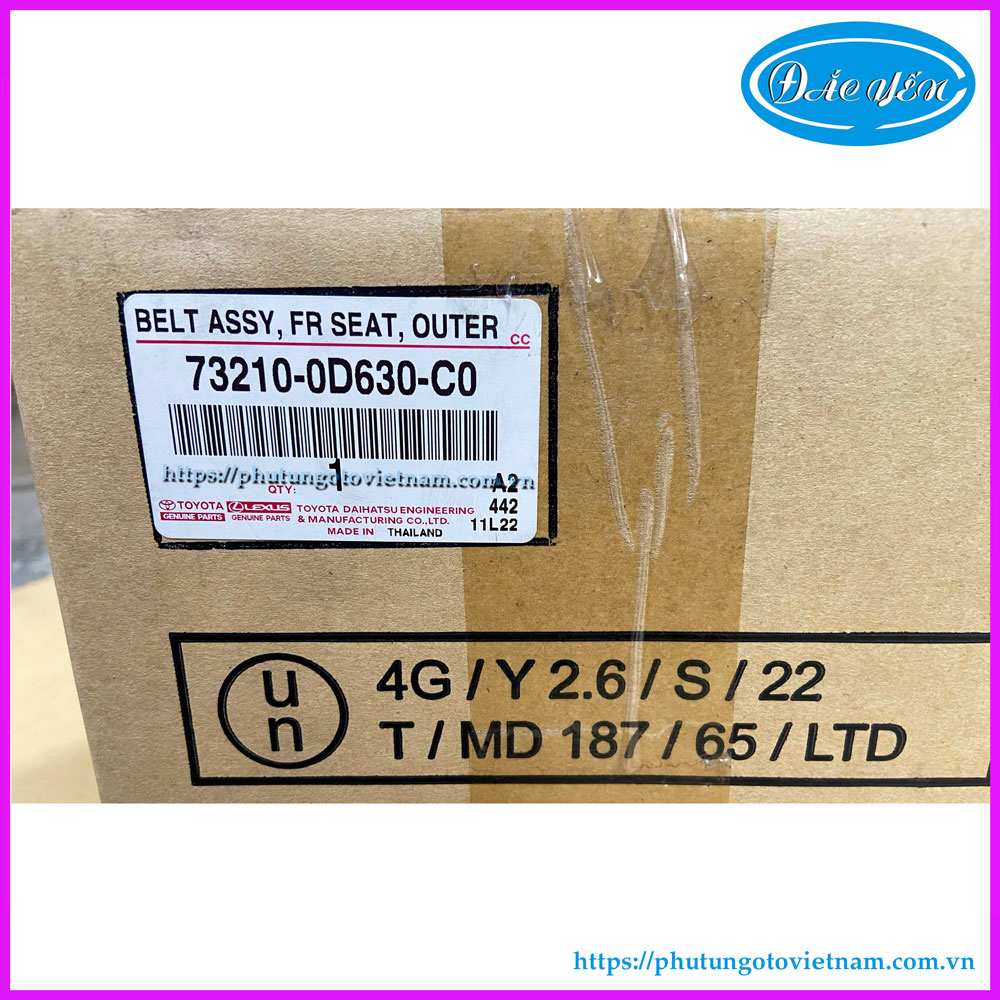 ĐẮC YẾN
BELT ASSY, FR SEAT, OUTER
CC
73210-0D630-C0
https://phutungotovietnam.com.vn
QTY: 1
A2
442
11L22
TOYOTA
GENUINE PARTS
LEXUS
GENUINE PARTS
TOYOTA DAIHATSU ENGINEERING
& MANUFACTURING CO.,LTD.
MADE IN THAILAND
un
4G / Y 2.6 / S / 22
T / MD 187 / 65 / LTD
https://phutungotovietnam.com.vn